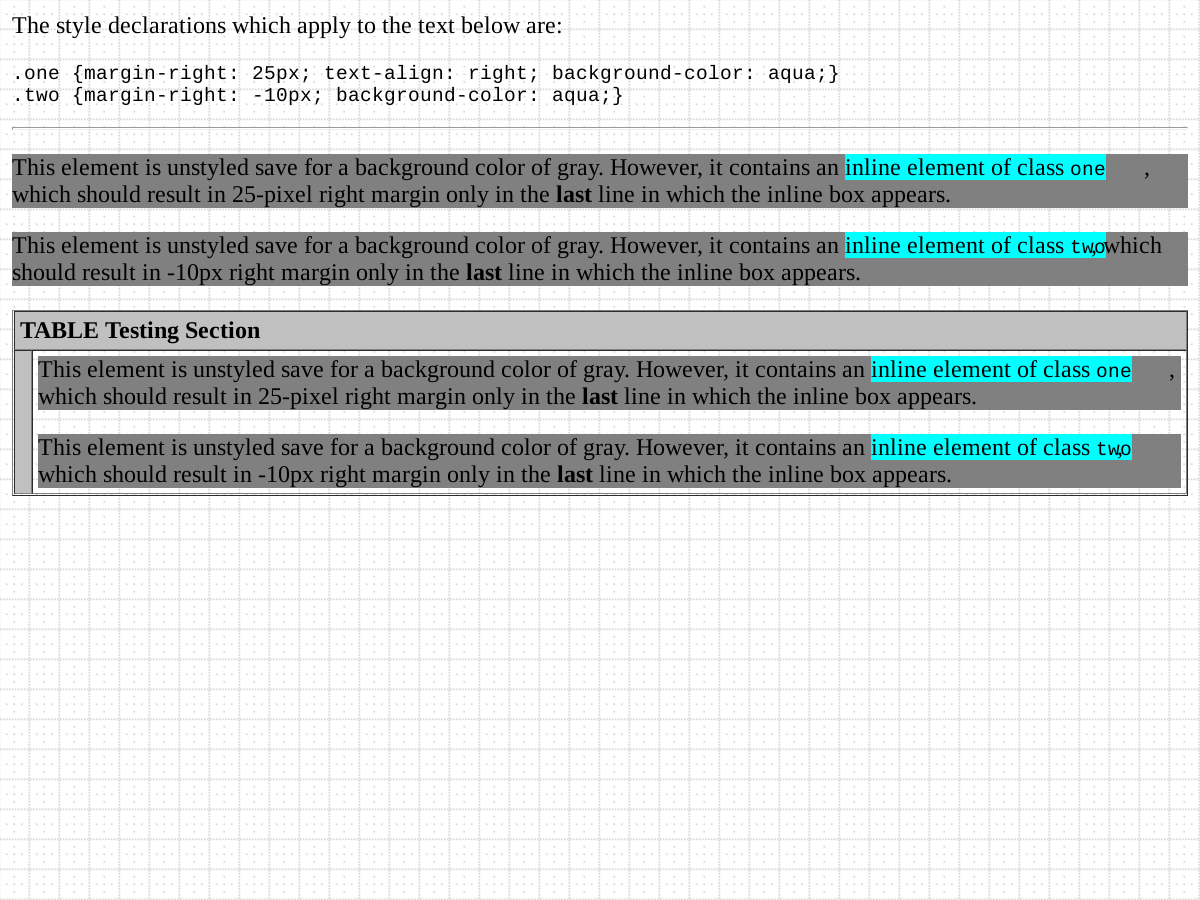 The style declarations which apply to the text below are:
.one {margin-right: 25px; text-align: right; background-color: aqua;}
.two {margin-right: -10px; background-color: aqua;}
This element is unstyled save for a background color of gray. However, it contains an inline element of class one ,
which should result in 25-pixel right margin only in the last line in which the inline box appears.
This element is unstyled save for a background color of gray. However, it contains an inline element of class two, which
should result in -10px right margin only in the last line in which the inline box appears.
TABLE Testing Section
This element is unstyled save for a background color of gray. However, it contains an inline element of class one ,
which should result in 25-pixel right margin only in the last line in which the inline box appears.
This element is unstyled save for a background color of gray. However, it contains an inline element of class two,
which should result in -10px right margin only in the last line in which the inline box appears.